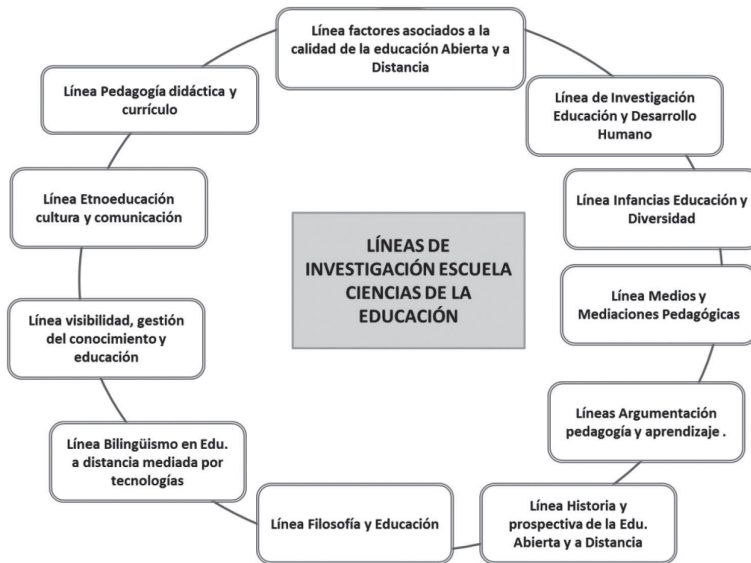 Línea factores asociados a la
calidad de la educación Abierta y a
Distancia
Línea de Investigación
Educación y Desarrollo
Humano
Línea Infancias Educación y
Diversidad
Línea Medios y
Mediaciones Pedagógicas
Líneas Argumentación
pedagogía y aprendizaje .
Línea Historia y
prospectiva de la Edu.
Abierta y a Distancia
Línea Filosofía y Educación
Línea Bilingüismo en Edu.
a distancia mediada por
tecnologías
Línea visibilidad, gestión
del conocimiento y
educación
Línea Etnoeducación
cultura y comunicación
Línea Pedagogía didáctica y
currículo
LÍNEAS DE
INVESTIGACIÓN ESCUELA
CIENCIAS DE LA
EDUCACIÓN